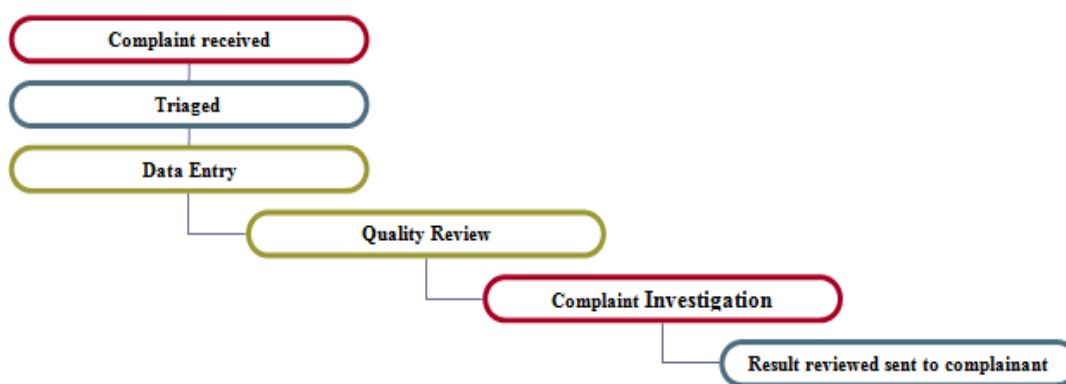 Complaint received
Triaged
Data Entry
Quality Review
Complaint Investigation
Result reviewed sent to complainant